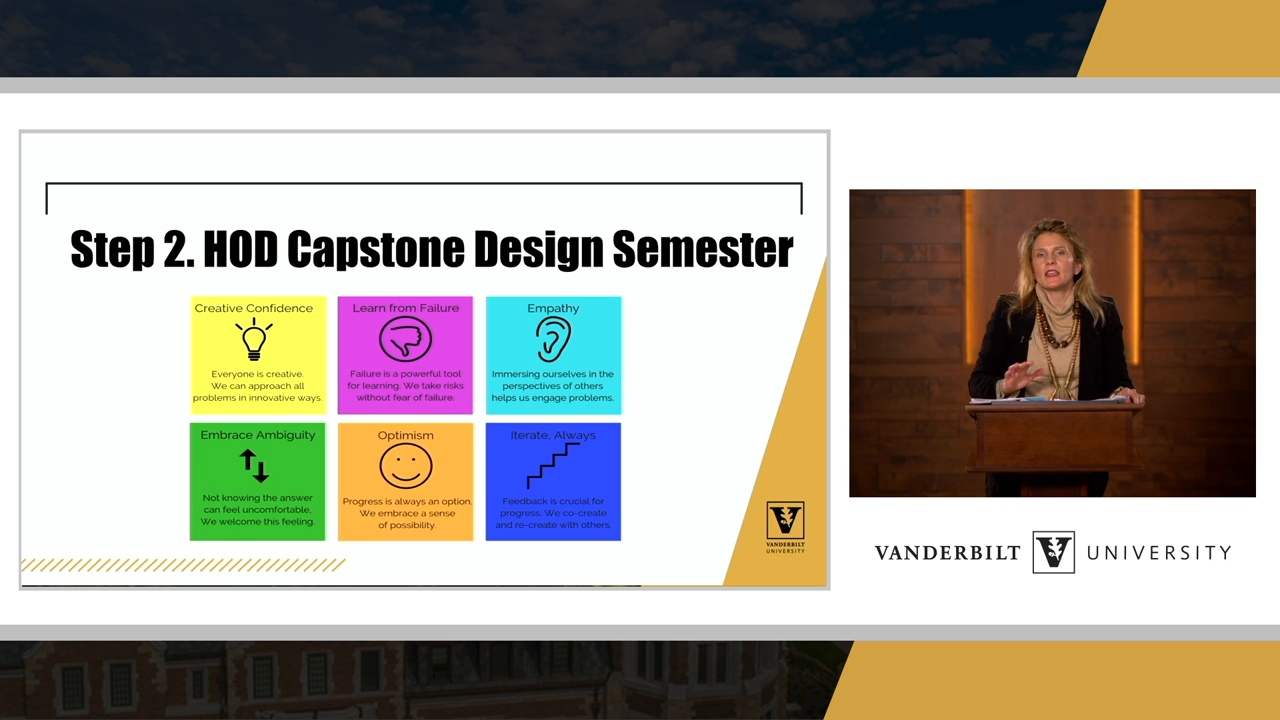 Step 2. HOD Capstone Design Semester
Creative Confidence
Everyone is creative.
We can approach all
problems in innovative ways.
Learn from Failure
Failure is a powerful tool
for learning. We take risks
without fear of failure.
Empathy
Immersing ourselves in the
perspectives of others
helps us engage problems.
Embrace Ambiguity
Not knowing the answer
can feel uncomfortable,
We welcome this feeling.
Optimism
Progress is always an option.
We embrace a sense
of possibility.
Iterate, Always
Feedback is crucial for
progress. We co-create
and re-create with others.
V
VANDERBILT
UNIVERSITY
VANDERBILT V UNIVERSITY